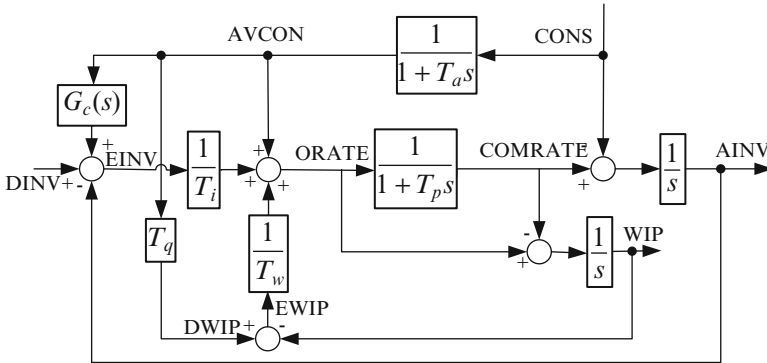 AVCON
CONS
1
1 + Tₐs
G_c(s)
+
EINV
DINV+
-
1
T_i
+
+
+
ORATE
1
1 + T_p s
COMRATE
-
+
1
s
AINV
T_q
1
T_w
-
+
1
s
WIP
EWIP
DWIP
+
-